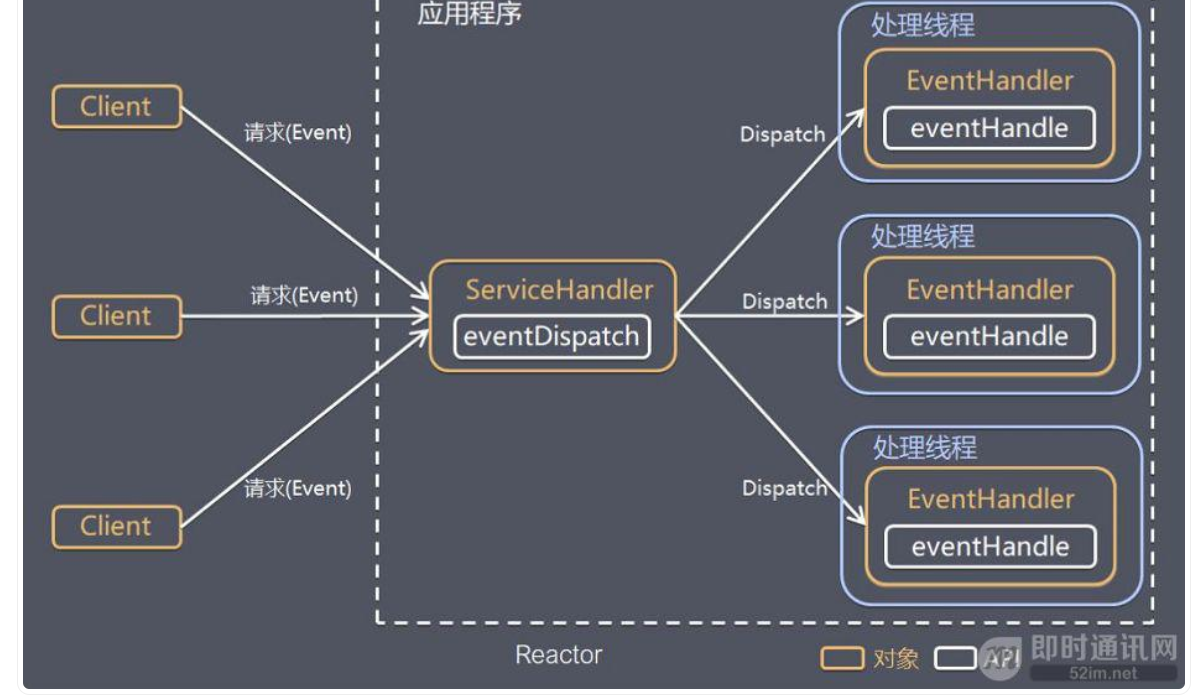 应用程序
Client
请求(Event)
Client
请求(Event)
Client
请求(Event)
ServiceHandler
eventDispatch
Dispatch
Dispatch
Dispatch
处理线程
EventHandler
eventHandle
处理线程
EventHandler
eventHandle
处理线程
EventHandler
eventHandle
Reactor
对象
API
即时通讯网
52im.net